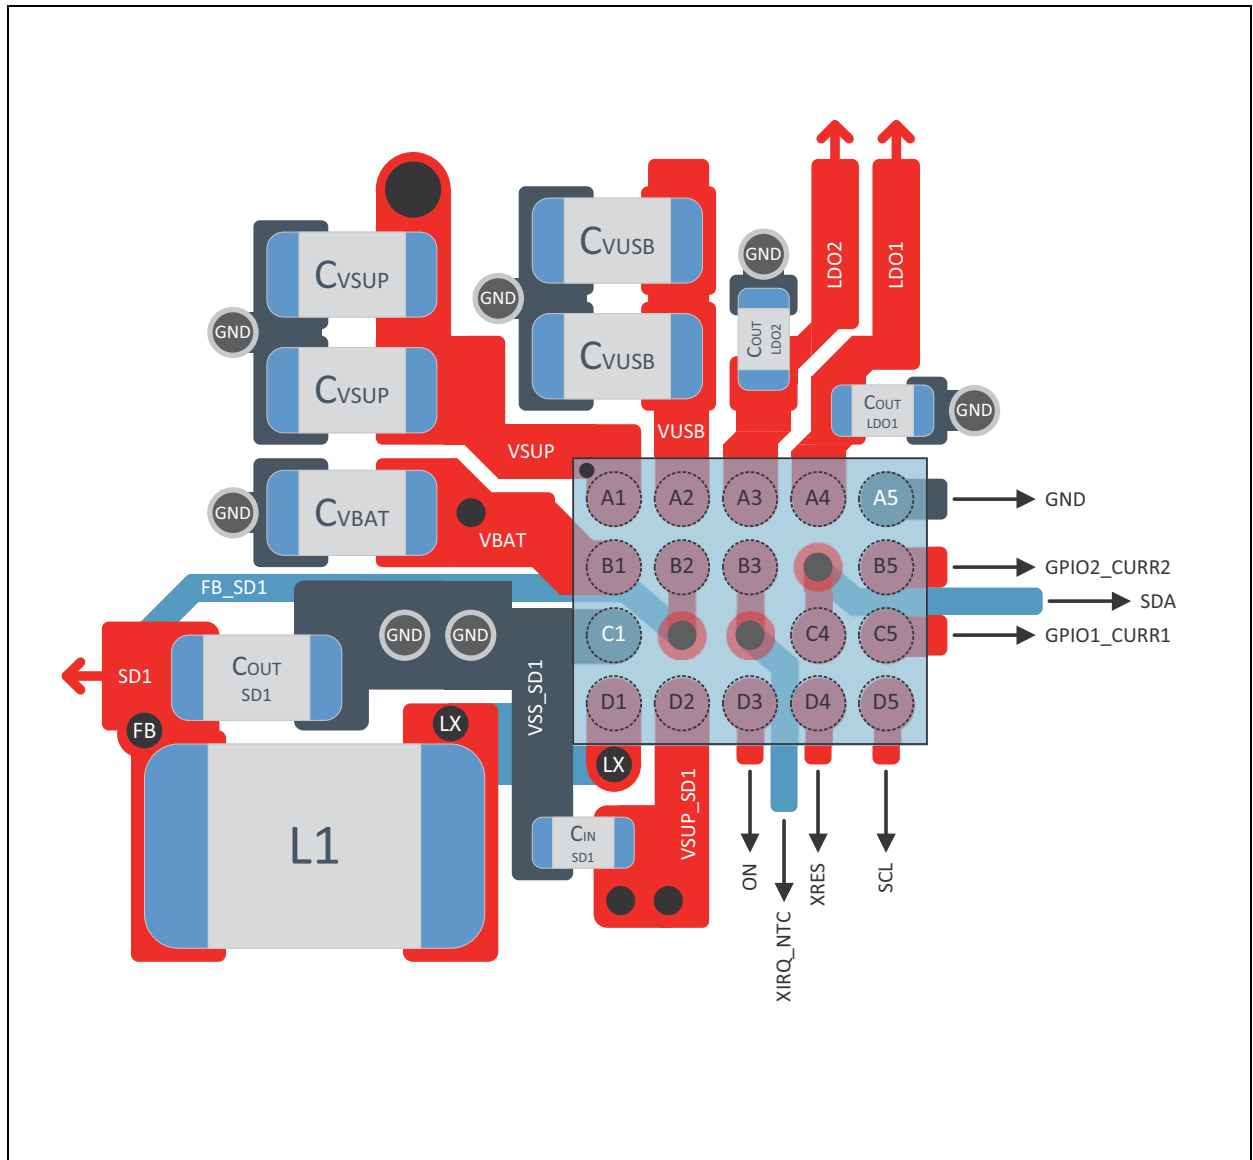 LDO2
LDO1
CVUSB
GND
COUT
LDO2
CVSUP
GND
GND
CVUSB
CVSUP
COUT
LDO1
GND
VSUP
VUSB
CVBAT
GND
VBAT
A1 A2 A3 A4 A5
GND
B1 B2 B3 B5
GPIO2_CURR2
FB_SD1
SDA
GND GND
C1 C4 C5
GPIO1_CURR1
SD1
COUT
SD1
VSS_SD1
D1 D2 D3 D4 D5
FB
LX
LX
VSUP_SD1
L1
CIN
SD1
ON
XIRQ_NTC
XRES
SCL